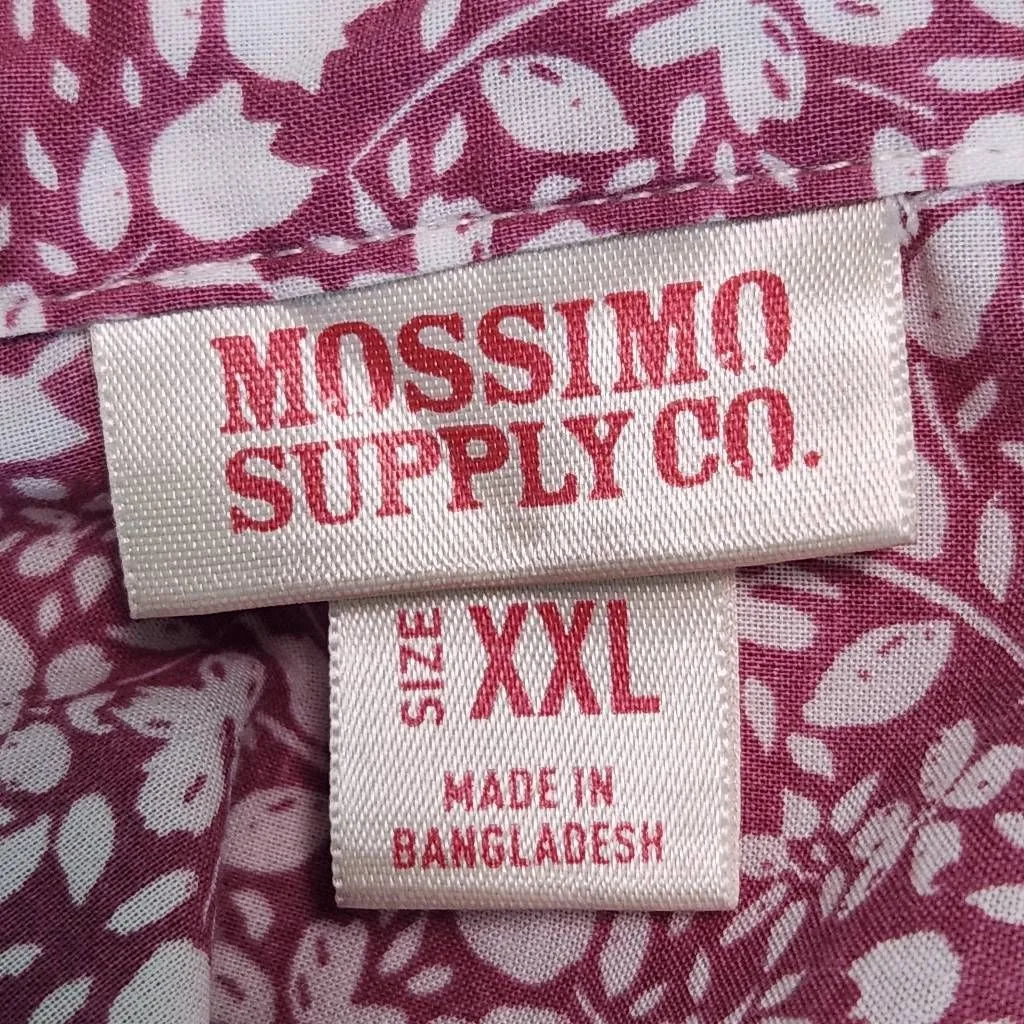 MOSSIMO
SUPPLY CO.
SIZE XXL
MADE IN
BANGLADESH